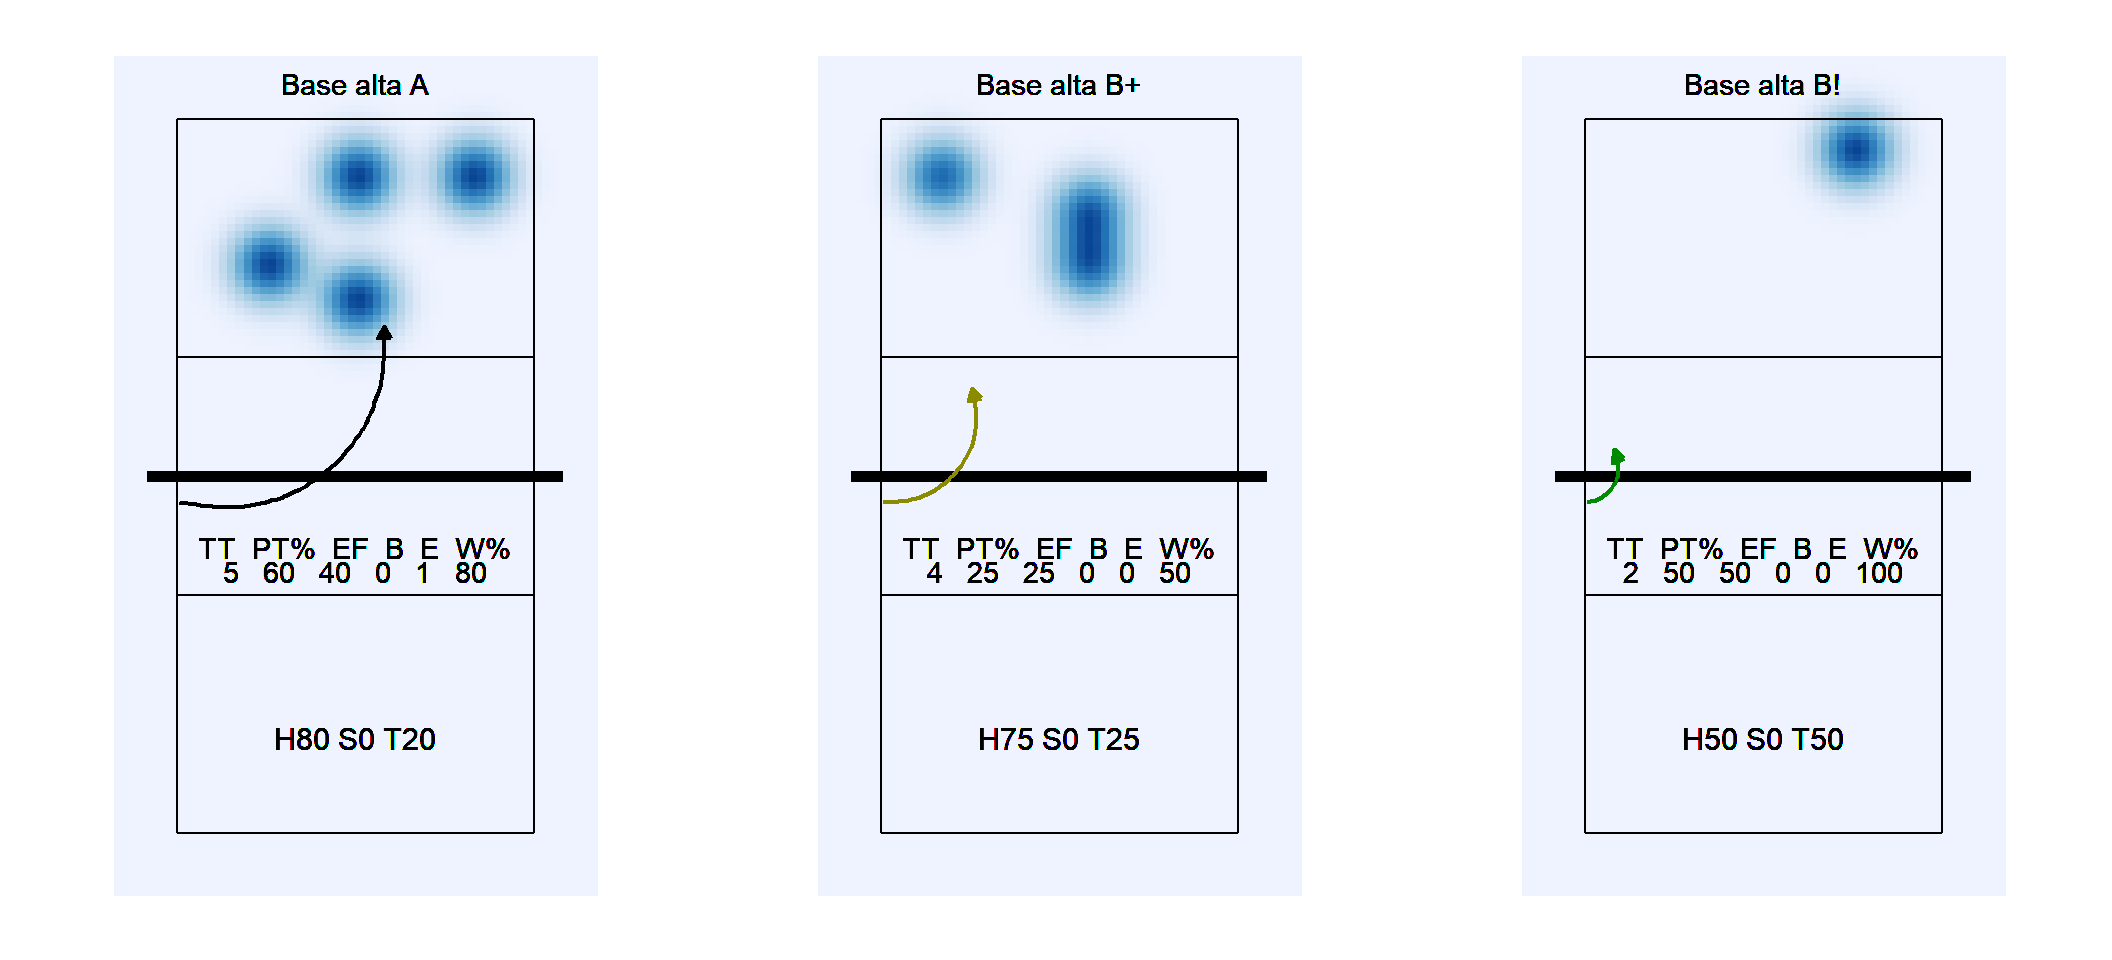 Base alta A
TT PT% EF B E W%
5 60 40 0 1 80
H80 S0 T20
Base alta B+
TT PT% EF B E W%
4 25 25 0 0 50
H75 S0 T25
Base alta B!
TT PT% EF B E W%
2 50 50 0 0 100
H50 S0 T50